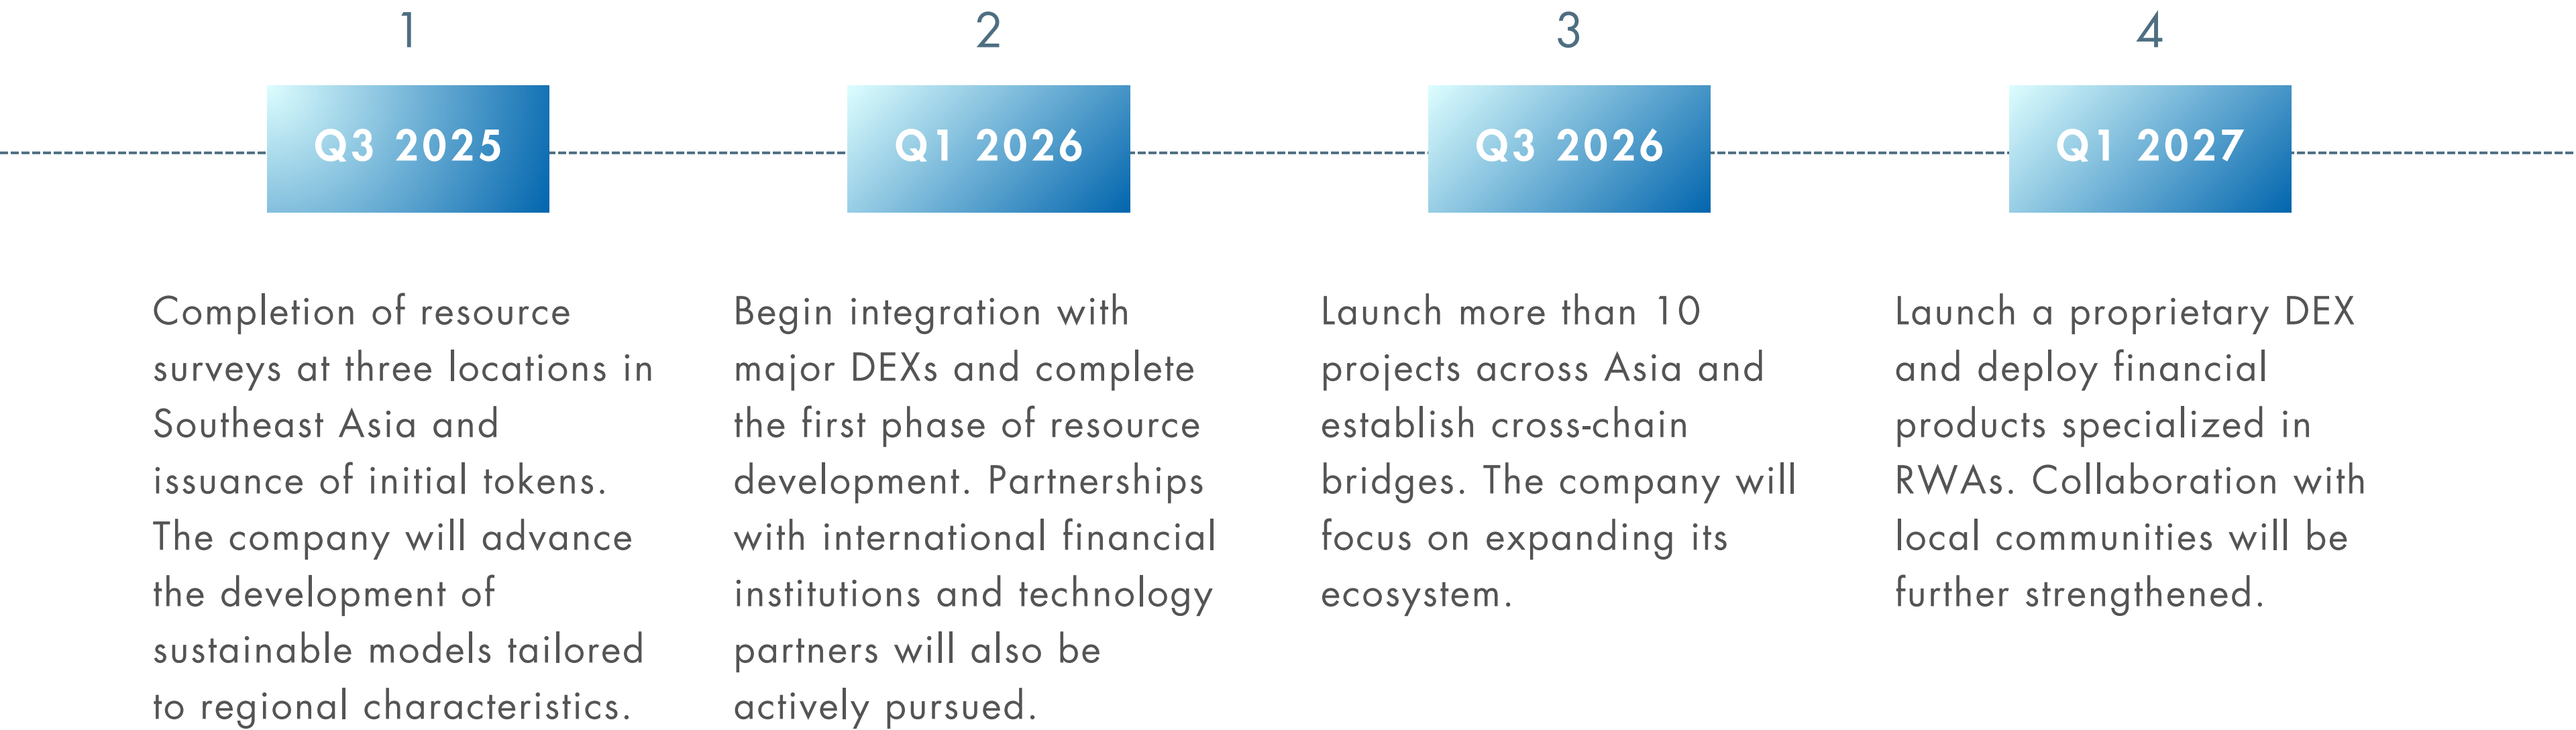 1
Q3 2025
Completion of resource
surveys at three locations in
Southeast Asia and
issuance of initial tokens.
The company will advance
the development of
sustainable models tailored
to regional characteristics.
2
Q1 2026
Begin integration with
major DEXs and complete
the first phase of resource
development. Partnerships
with international financial
institutions and technology
partners will also be
actively pursued.
3
Q3 2026
Launch more than 10
projects across Asia and
establish cross-chain
bridges. The company will
focus on expanding its
ecosystem.
4
Q1 2027
Launch a proprietary DEX
and deploy financial
products specialized in
RWAs. Collaboration with
local communities will be
further strengthened.